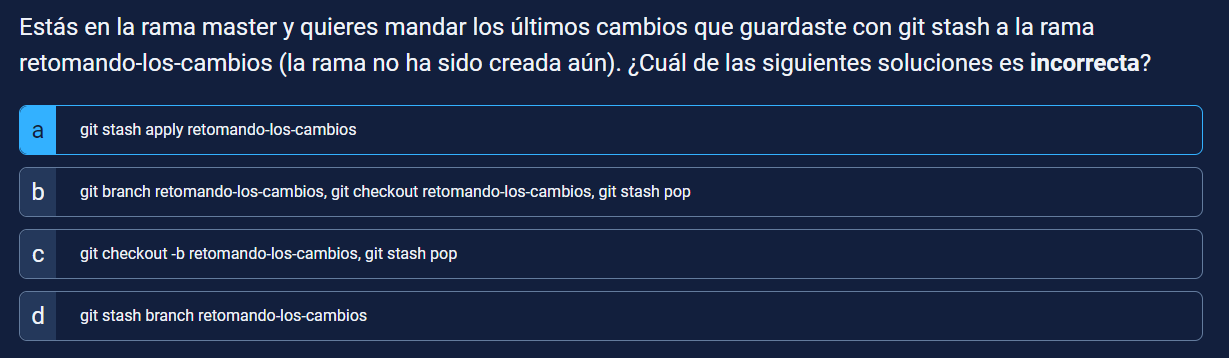 Estás en la rama master y quieres mandar los últimos cambios que guardaste con git stash a la rama
retomando-los-cambios (la rama no ha sido creada aún). ¿Cuál de las siguientes soluciones es incorrecta?
a git stash apply retomando-los-cambios
b git branch retomando-los-cambios, git checkout retomando-los-cambios, git stash pop
c git checkout -b retomando-los-cambios, git stash pop
d git stash branch retomando-los-cambios